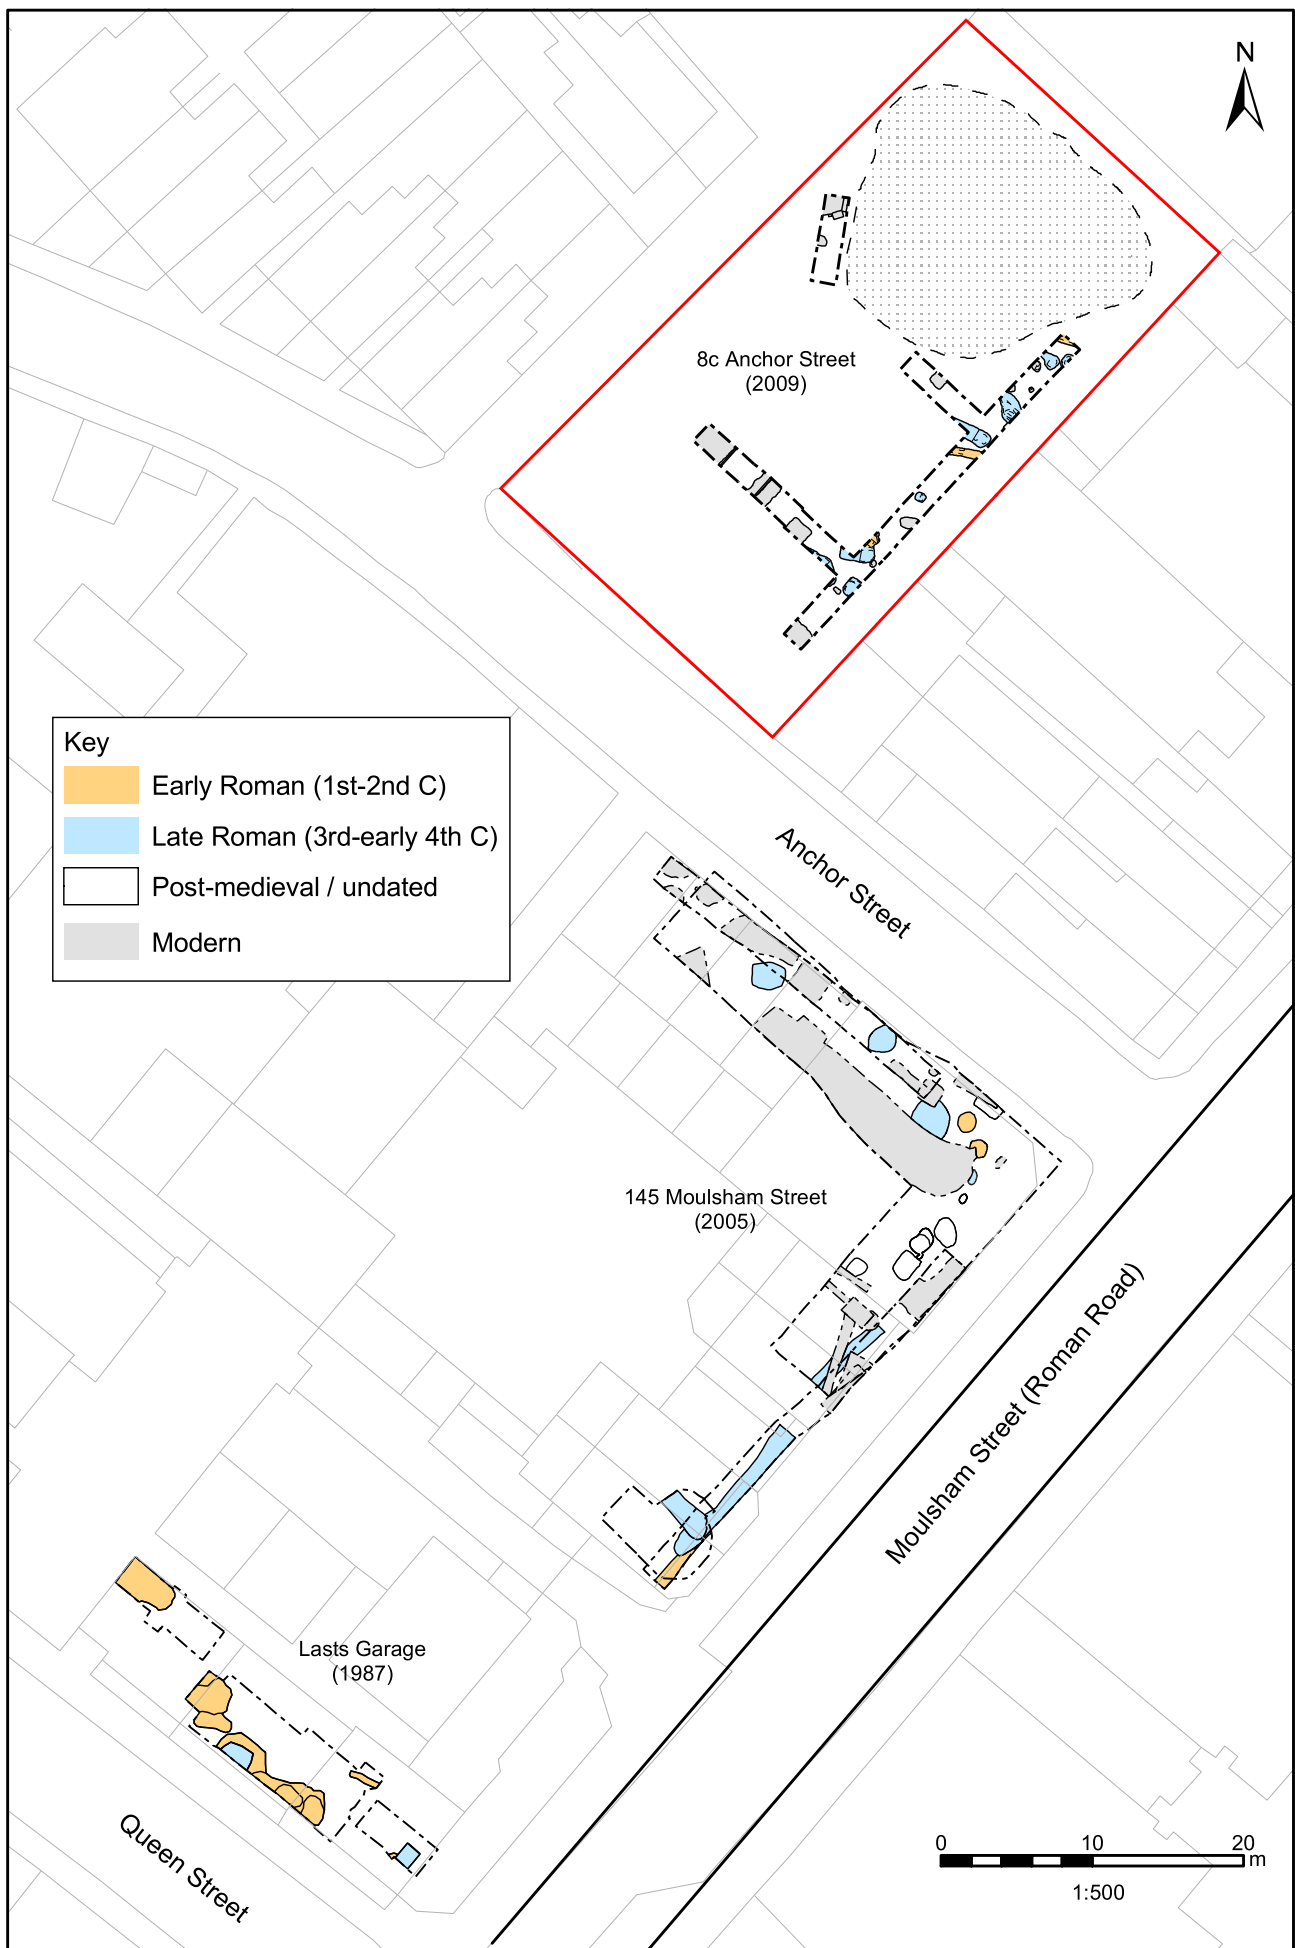 N
8c Anchor Street
(2009)
Key
Early Roman (1st-2nd C)
Late Roman (3rd-early 4th C)
Post-medieval / undated
Modern
Anchor Street
145 Moulsham Street
(2005)
Moulsham Street (Roman Road)
Lasts Garage
(1987)
Queen Street
0 10 20
m
1:500